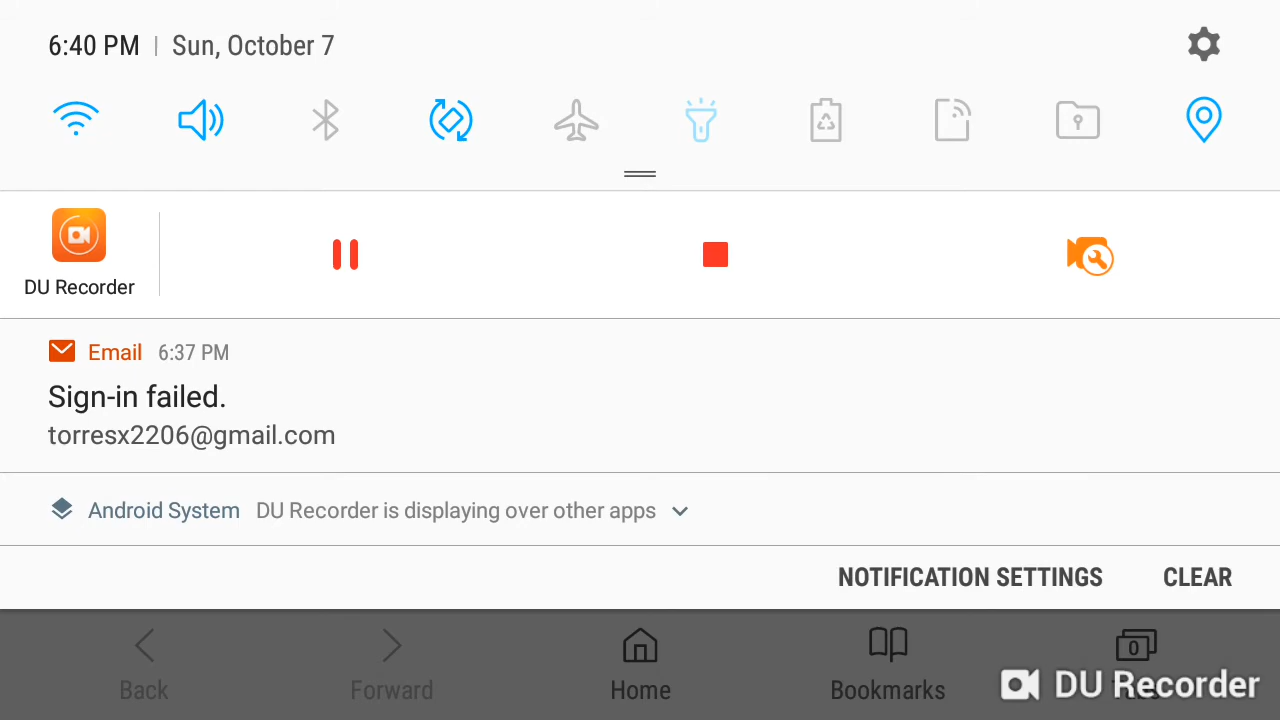 6:40 PM | Sun, October 7
DU Recorder
Email 6:37 PM
Sign-in failed.
torresx2206@gmail.com
Android System DU Recorder is displaying over other apps
NOTIFICATION SETTINGS CLEAR
0
Back Forward Home Bookmarks
DU Recorder